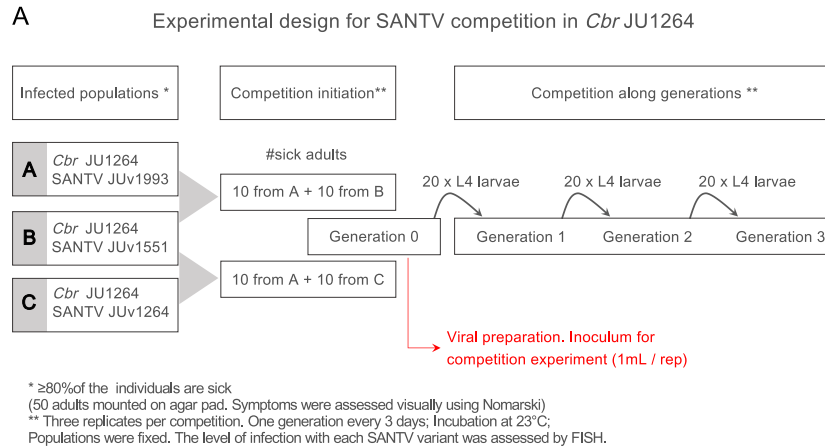 A
Experimental design for SANTV competition in Cbr JU1264
Infected populations *
Competition initiation**
Competition along generations **
#sick adults
A
Cbr JU1264
SANTV JUv1993
10 from A + 10 from B
20 x L4 larvae
20 x L4 larvae
20 x L4 larvae
B
Cbr JU1264
SANTV JUv1551
Generation 0
Generation 1
Generation 2
Generation 3
C
Cbr JU1264
SANTV JUv1264
10 from A + 10 from C
Viral preparation. Inoculum for
competition experiment (1mL / rep)
* ≥80%of the individuals are sick
(50 adults mounted on agar pad. Symptoms were assessed visually using Nomarski)
** Three replicates per competition. One generation every 3 days; Incubation at 23°C;
Populations were fixed. The level of infection with each SANTV variant was assessed by FISH.